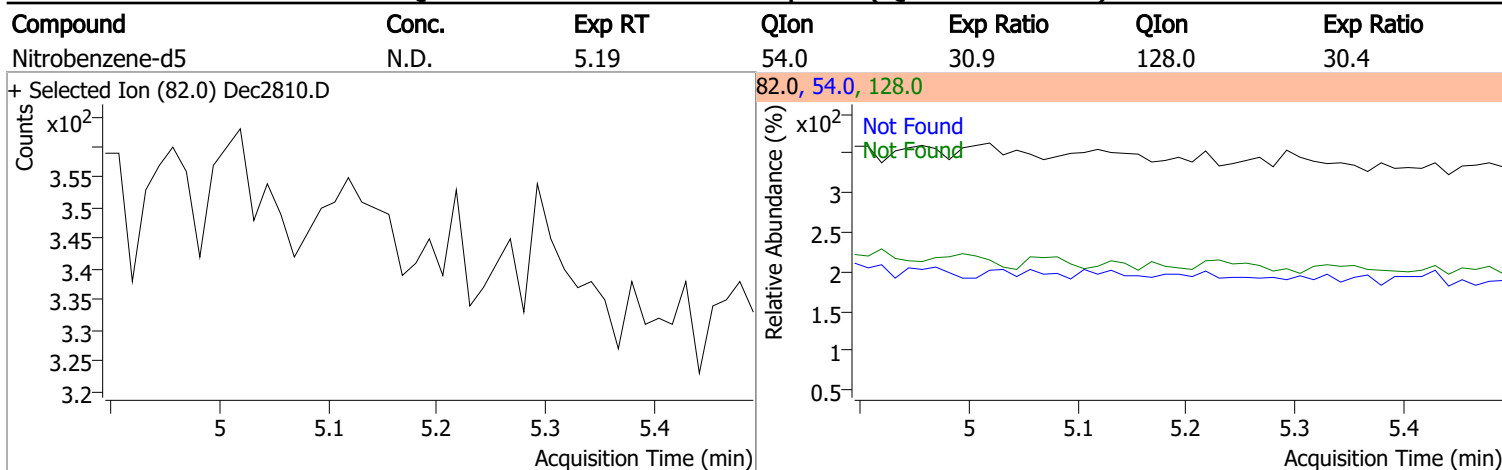 Compound Conc. Exp RT QIon Exp Ratio QIon Exp Ratio
Nitrobenzene-d5 N.D. 5.19 54.0 30.9 128.0 30.4
+ Selected Ion (82.0) Dec2810.D
Counts
x10²
3.55
3.5
3.45
3.4
3.35
3.3
3.25
3.2
5 5.1 5.2 5.3 5.4
Acquisition Time (min)
82.0, 54.0, 128.0
Relative Abundance (%)
x10²
Not Found
Not Found
3
2.5
2
1.5
1
0.5
5 5.1 5.2 5.3 5.4
Acquisition Time (min)